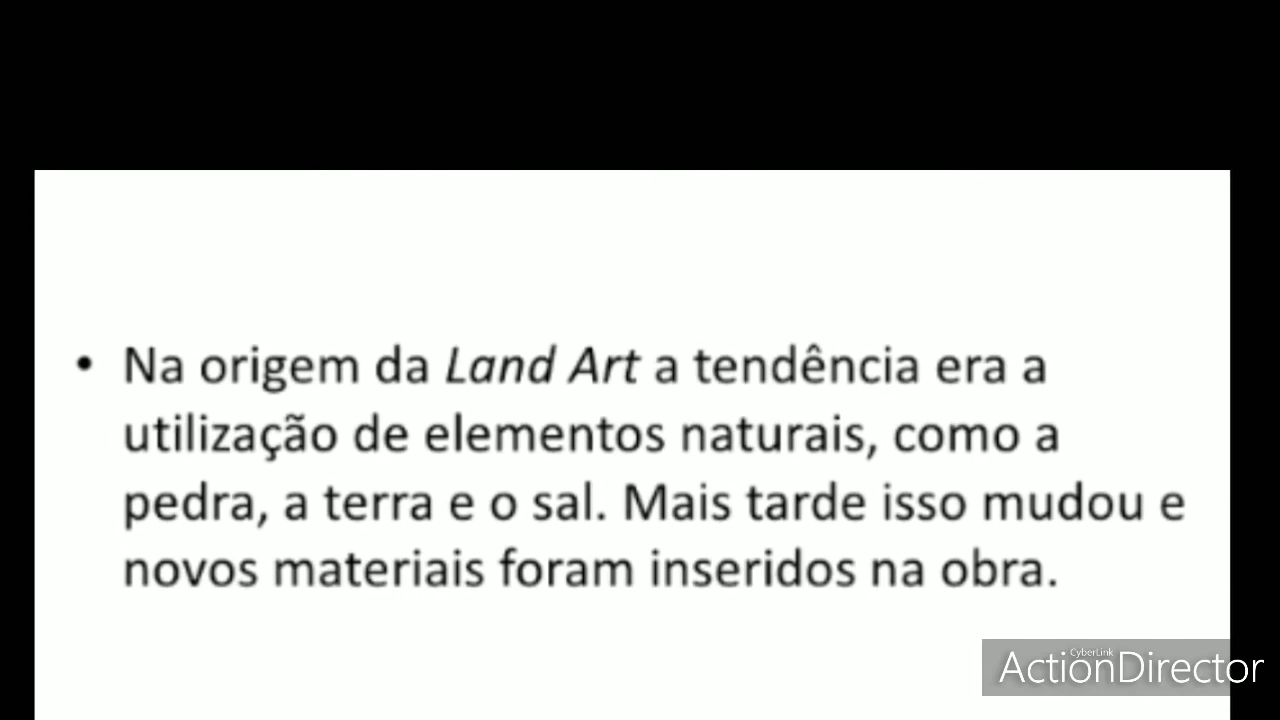 • Na origem da Land Art a tendência era a
utilização de elementos naturais, como a
pedra, a terra e o sal. Mais tarde isso mudou e
novos materiais foram inseridos na obra.
CyberLink
ActionDirector